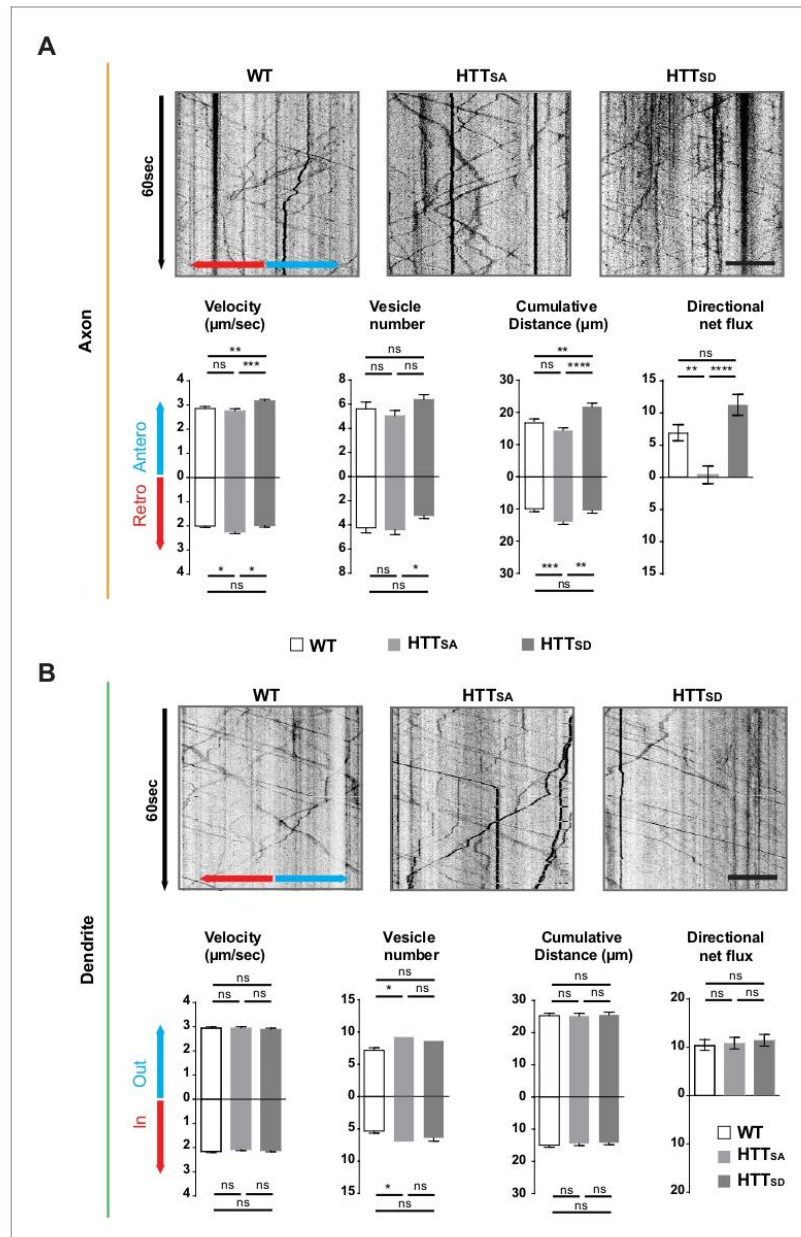 A
WT HTTSA HTTSD
60sec
Axon
Velocity (µm/sec)
Vesicle number
Cumulative Distance (µm)
Directional net flux
Antero
Retro
**
ns ***
4
3
2
1
0
1
2
3
4
* *
ns
ns
ns ns
8
6
4
2
0
2
4
6
8
ns *
ns
**
ns ****
30
20
10
0
10
20
30
*** **
ns
ns
** ****
15
10
5
0
5
10
15
WT HTTSA HTTSD
B
WT HTTSA HTTSD
60sec
Dendrite
Velocity (µm/sec)
Vesicle number
Cumulative Distance (µm)
Directional net flux
Out
In
ns
ns ns
4
3
2
1
0
1
2
3
4
ns ns
ns
ns
* ns
15
10
5
0
5
10
15
* ns
ns
ns
ns ns
30
20
10
0
10
20
30
ns ns
ns
ns
ns ns
20
10
0
10
20
WT
HTTSA
HTTSD